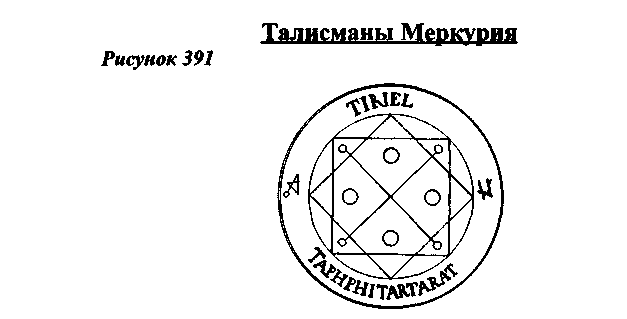 Талисманы Меркурия
Рисунок 391
TIRIEL
TAPHPHITARTARAT